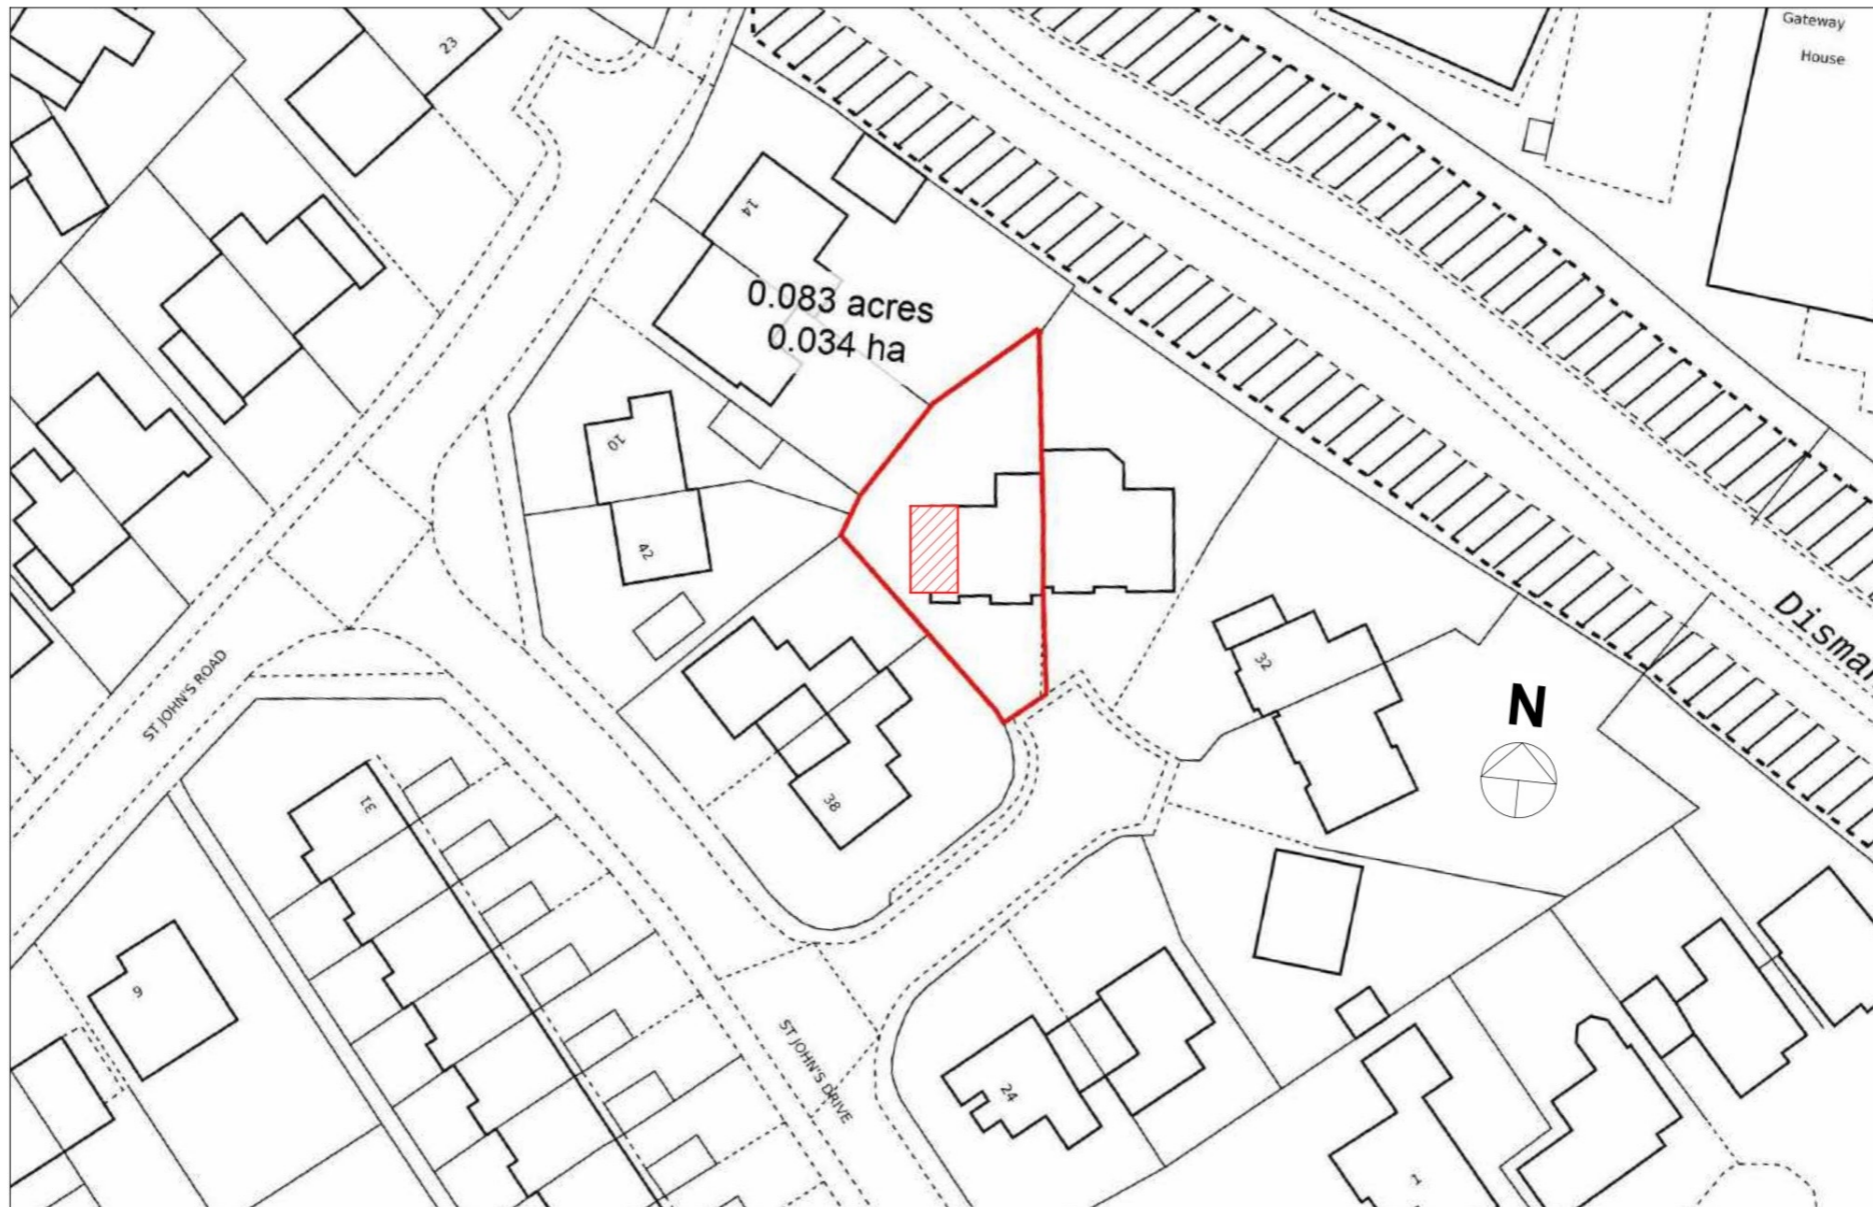 Gateway
House
23
14
0.083 acres
0.034 ha
10
42
32
Disman
N
ST JOHN'S ROAD
31
38
9
ST JOHN'S DRIVE
24
1